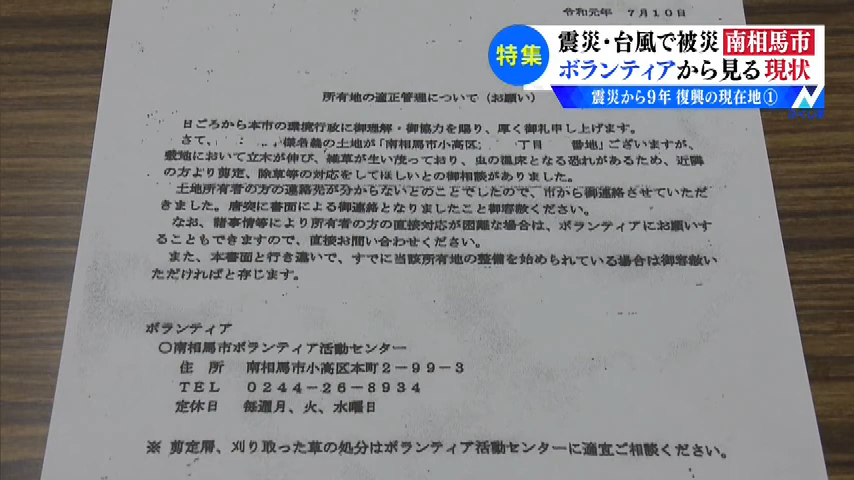 令和元年 7月10日
特集
震災・台風で被災 南相馬市
ボランティアから見る現状
震災から9年 復興の現在地①
所有地の適正管理について（お願い）
日ごろから本市の環境行政に御理解・御協力を賜り、厚く御礼申し上げます。
さて、 様名義の土地が「南相馬市小高区 丁目 番地」ございますが、
敷地において立木が伸び、雑草が生い茂っており、虫の温床となる恐れがあるため、近隣
の方より剪定、除草等の対応をしてほしいとの御相談がありました。
土地所有者の方の連絡先が分からないとのことでしたので、市から御連絡させていただ
きました。唐突に書面による御連絡となりましたこと御容赦ください。
なお、諸事情等により所有者の方の直接対応が困難な場合は、ボランティアにお願いす
ることもできますので、直接お問い合わせください。
また、本書面と行き違いで、すでに当該所有地の整備を始められている場合は御容赦い
ただければと存じます。
ボランティア
○南相馬市ボランティア活動センター
住 所 南相馬市小高区本町2－99－3
TEL 0244－26－8934
定休日 毎週月、火、水曜日
※ 剪定屑、刈り取った草の処分はボランティア活動センターに適宜ご相談ください。